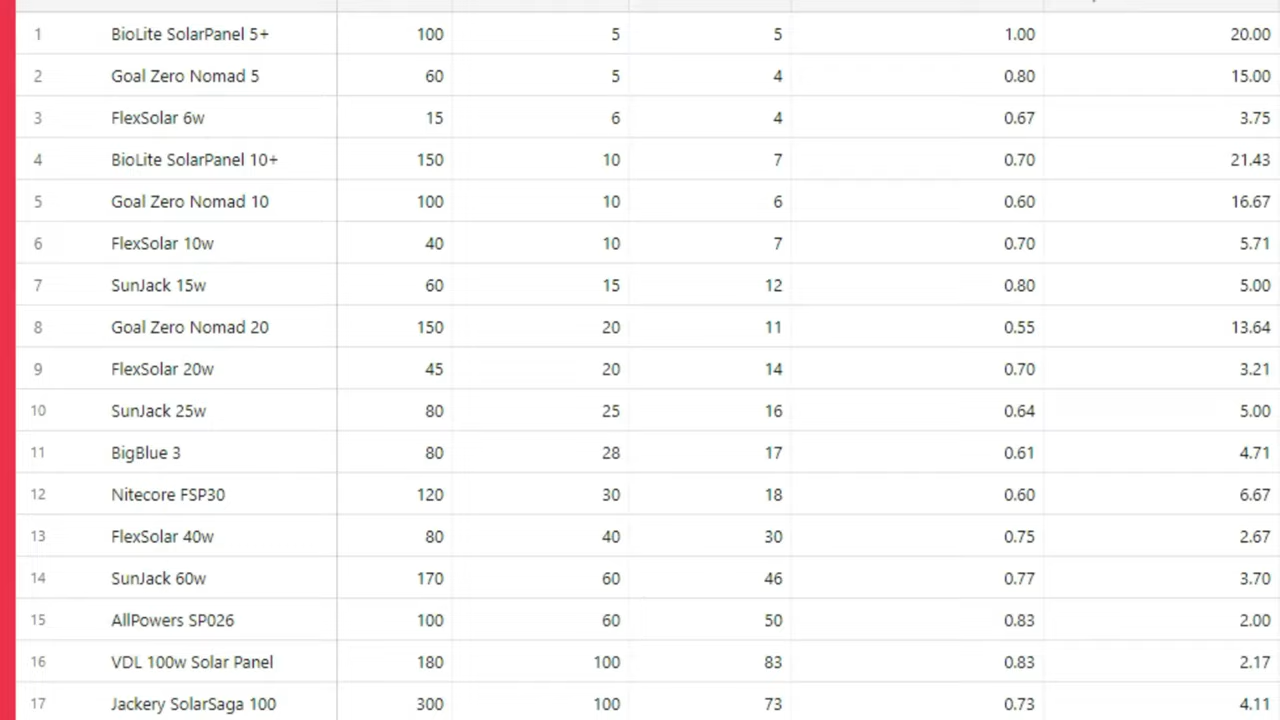 1 BioLite SolarPanel 5+ 100 5 5 1.00 20.00
2 Goal Zero Nomad 5 60 5 4 0.80 15.00
3 FlexSolar 6w 15 6 4 0.67 3.75
4 BioLite SolarPanel 10+ 150 10 7 0.70 21.43
5 Goal Zero Nomad 10 100 10 6 0.60 16.67
6 FlexSolar 10w 40 10 7 0.70 5.71
7 SunJack 15w 60 15 12 0.80 5.00
8 Goal Zero Nomad 20 150 20 11 0.55 13.64
9 FlexSolar 20w 45 20 14 0.70 3.21
10 SunJack 25w 80 25 16 0.64 5.00
11 BigBlue 3 80 28 17 0.61 4.71
12 Nitecore FSP30 120 30 18 0.60 6.67
13 FlexSolar 40w 80 40 30 0.75 2.67
14 SunJack 60w 170 60 46 0.77 3.70
15 AllPowers SP026 100 60 50 0.83 2.00
16 VDL 100w Solar Panel 180 100 83 0.83 2.17
17 Jackery SolarSaga 100 300 100 73 0.73 4.11